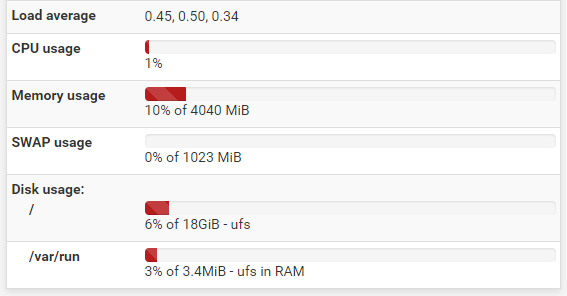 Load average 0.45, 0.50, 0.34
CPU usage
1%
Memory usage
10% of 4040 MiB
SWAP usage
0% of 1023 MiB
Disk usage:
/
6% of 18GiB - ufs
/var/run
3% of 3.4MiB - ufs in RAM